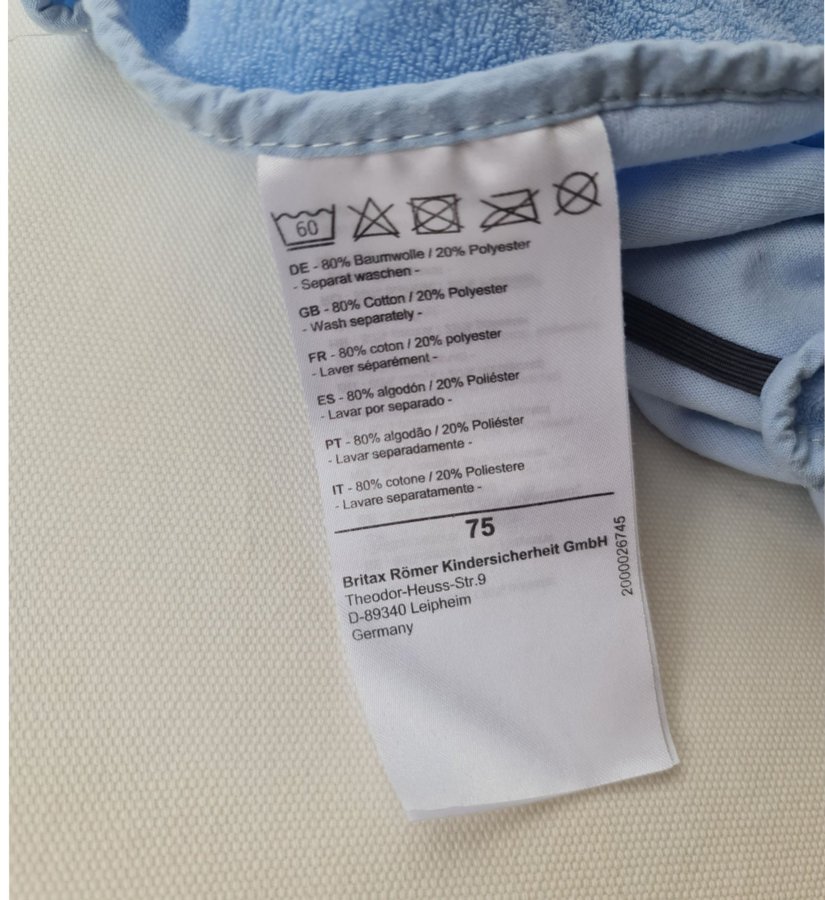 60
DE - 80% Baumwolle / 20% Polyester
- Separat waschen -
GB - 80% Cotton / 20% Polyester
- Wash separately -
FR - 80% coton / 20% polyester
- Laver séparément -
ES - 80% algodón / 20% Poliéster
- Lavar por separado -
PT - 80% algodão / 20% Poliéster
- Lavar separadamente -
IT - 80% cotone / 20% Poliestere
- Lavare separatamente -
75
Britax Römer Kindersicherheit GmbH
Theodor-Heuss-Str.9
D-89340 Leipheim
Germany
2000026745